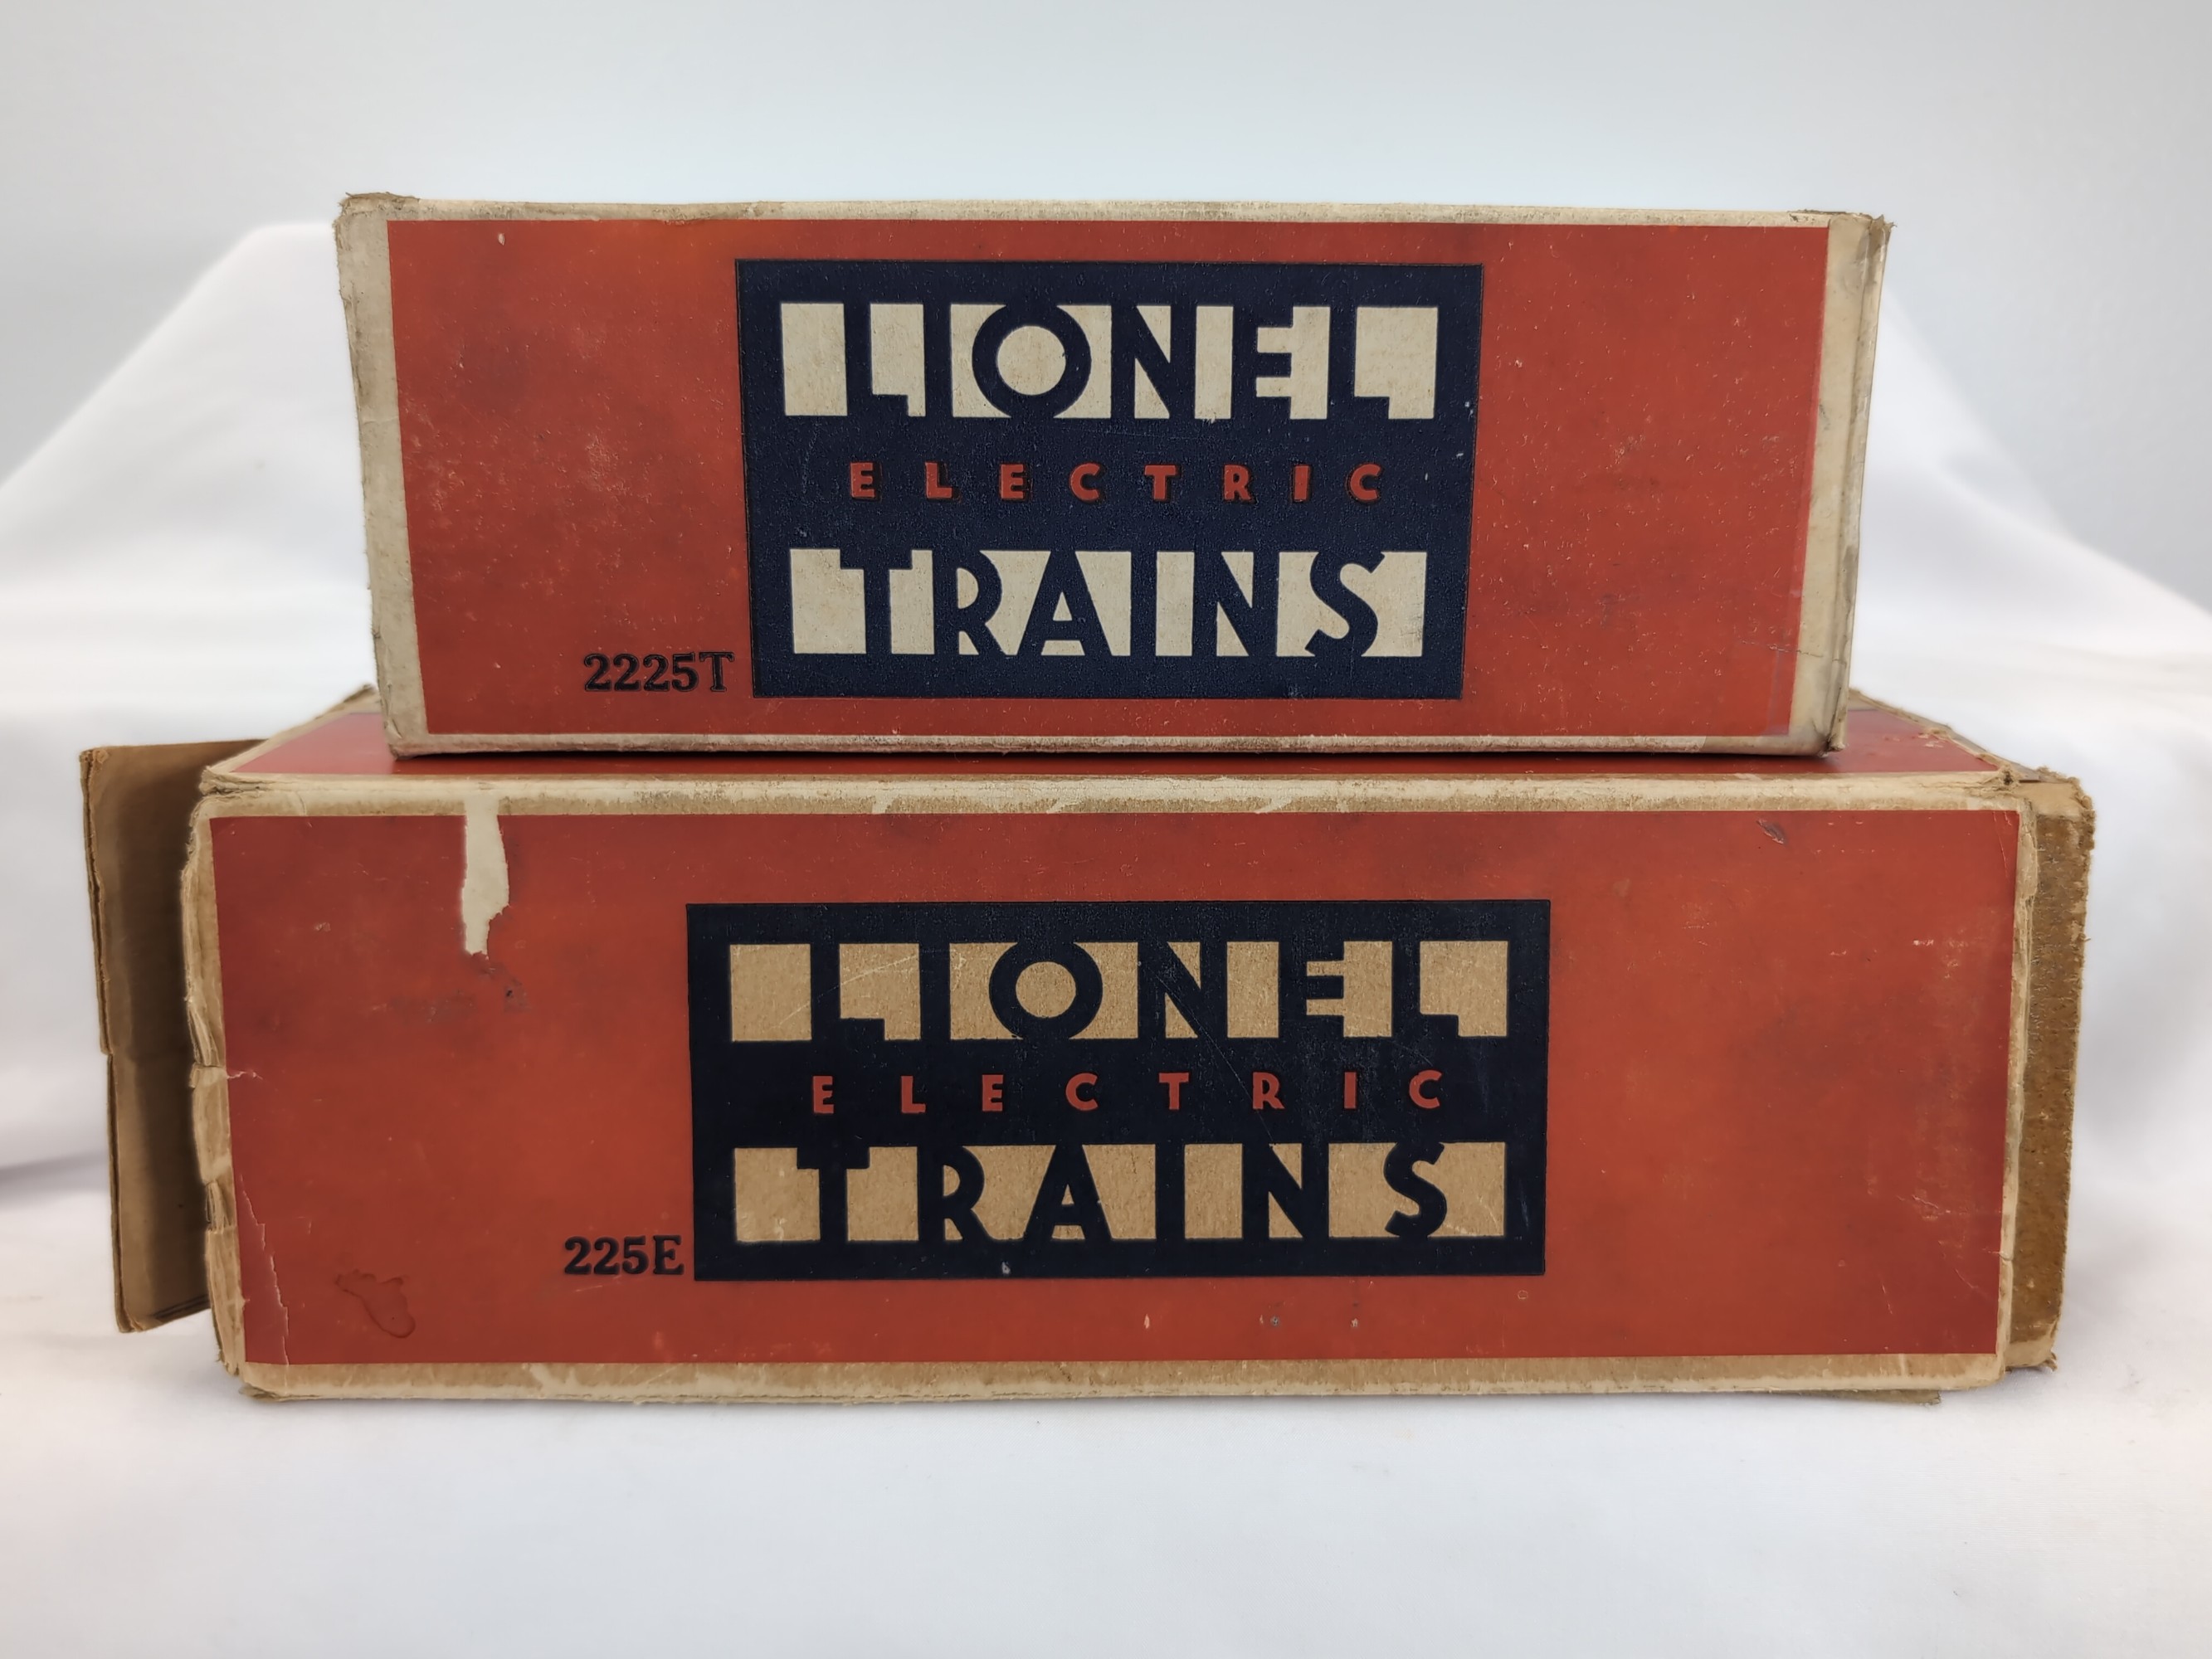 LIONEL
ELECTRIC
TRAINS
2225T
LIONEL
ELECTRIC
TRAINS
225E